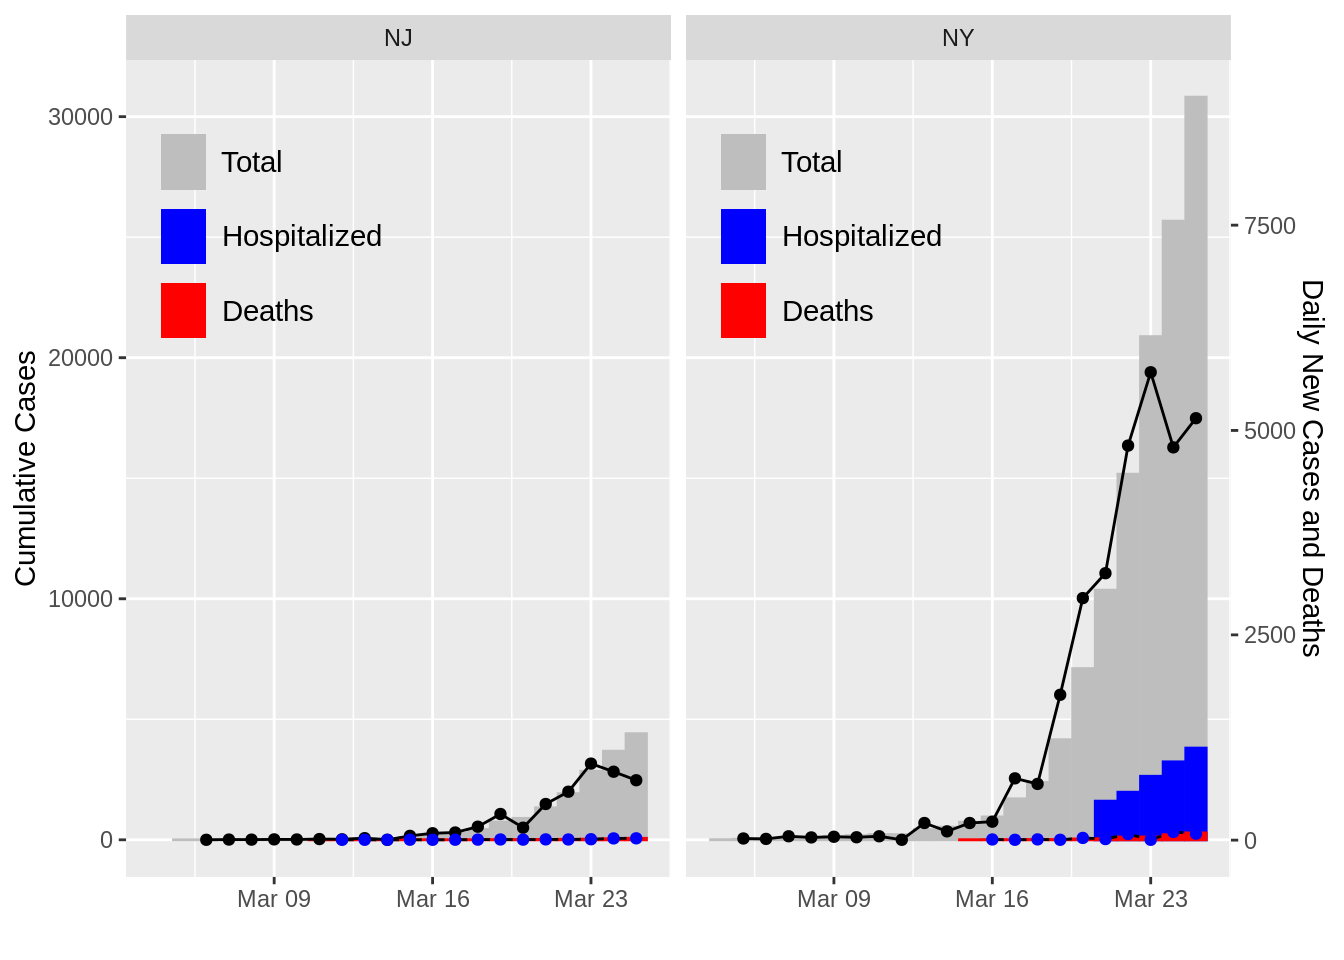 NJ
NY
30000
20000
10000
0
Cumulative Cases
Total
Hospitalized
Deaths
Total
Hospitalized
Deaths
7500
5000
2500
0
Daily New Cases and Deaths
Mar 09
Mar 16
Mar 23
Mar 09
Mar 16
Mar 23